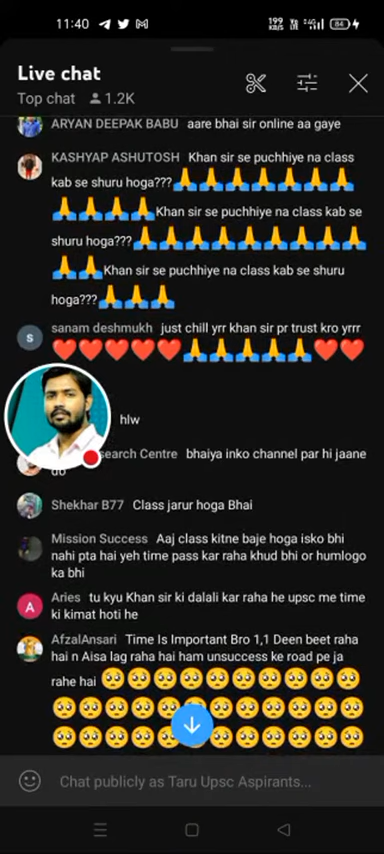 11:40
199
KB/S
84
Live chat
Top chat 1.2K
ARYAN DEEPAK BABU aare bhai sir online aa gaye
KASHYAP ASHUTOSH Khan sir se puchhiye na class
kab se shuru hoga???🙏🙏🙏🙏🙏🙏🙏
🙏🙏🙏🙏Khan sir se puchhiye na class kab se
shuru hoga???🙏🙏🙏🙏🙏🙏🙏🙏🙏
🙏🙏Khan sir se puchhiye na class kab se shuru
hoga???🙏🙏🙏
S
sanam deshmukh just chill yrr khan sir pr trust kro yrrr
❤️❤️❤️❤️❤️🙏🙏🙏🙏🙏❤️❤️
hlw
search Centre bhaiya inko channel par hi jaane
do
Shekhar B77 Class jarur hoga Bhai
Mission Success Aaj class kitne baje hoga isko bhi
nahi pta hai yeh time pass kar raha khud bhi or humlogo
ka bhi
A
Aries tu kyu Khan sir ki dalali kar raha he upsc me time
ki kimat hoti he
AfzalAnsari Time Is Important Bro 1,1 Deen beet raha
hai n Aisa lag raha hai ham unsuccess ke road pe ja
rahe hai 🥺🥺🥺🥺🥺🥺🥺🥺🥺🥺
🥺🥺🥺🥺🥺🥺🥺🥺🥺🥺🥺
🥺🥺🥺🥺🥺🥺🥺🥺🥺🥺🥺
Chat publicly as Taru Upsc Aspirants...